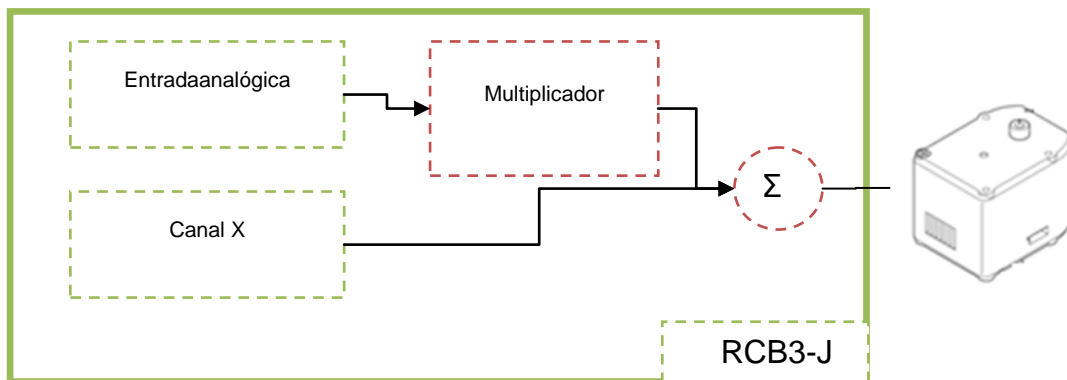 Entradaanalógica
Multiplicador
Σ
Canal X
RCB3-J